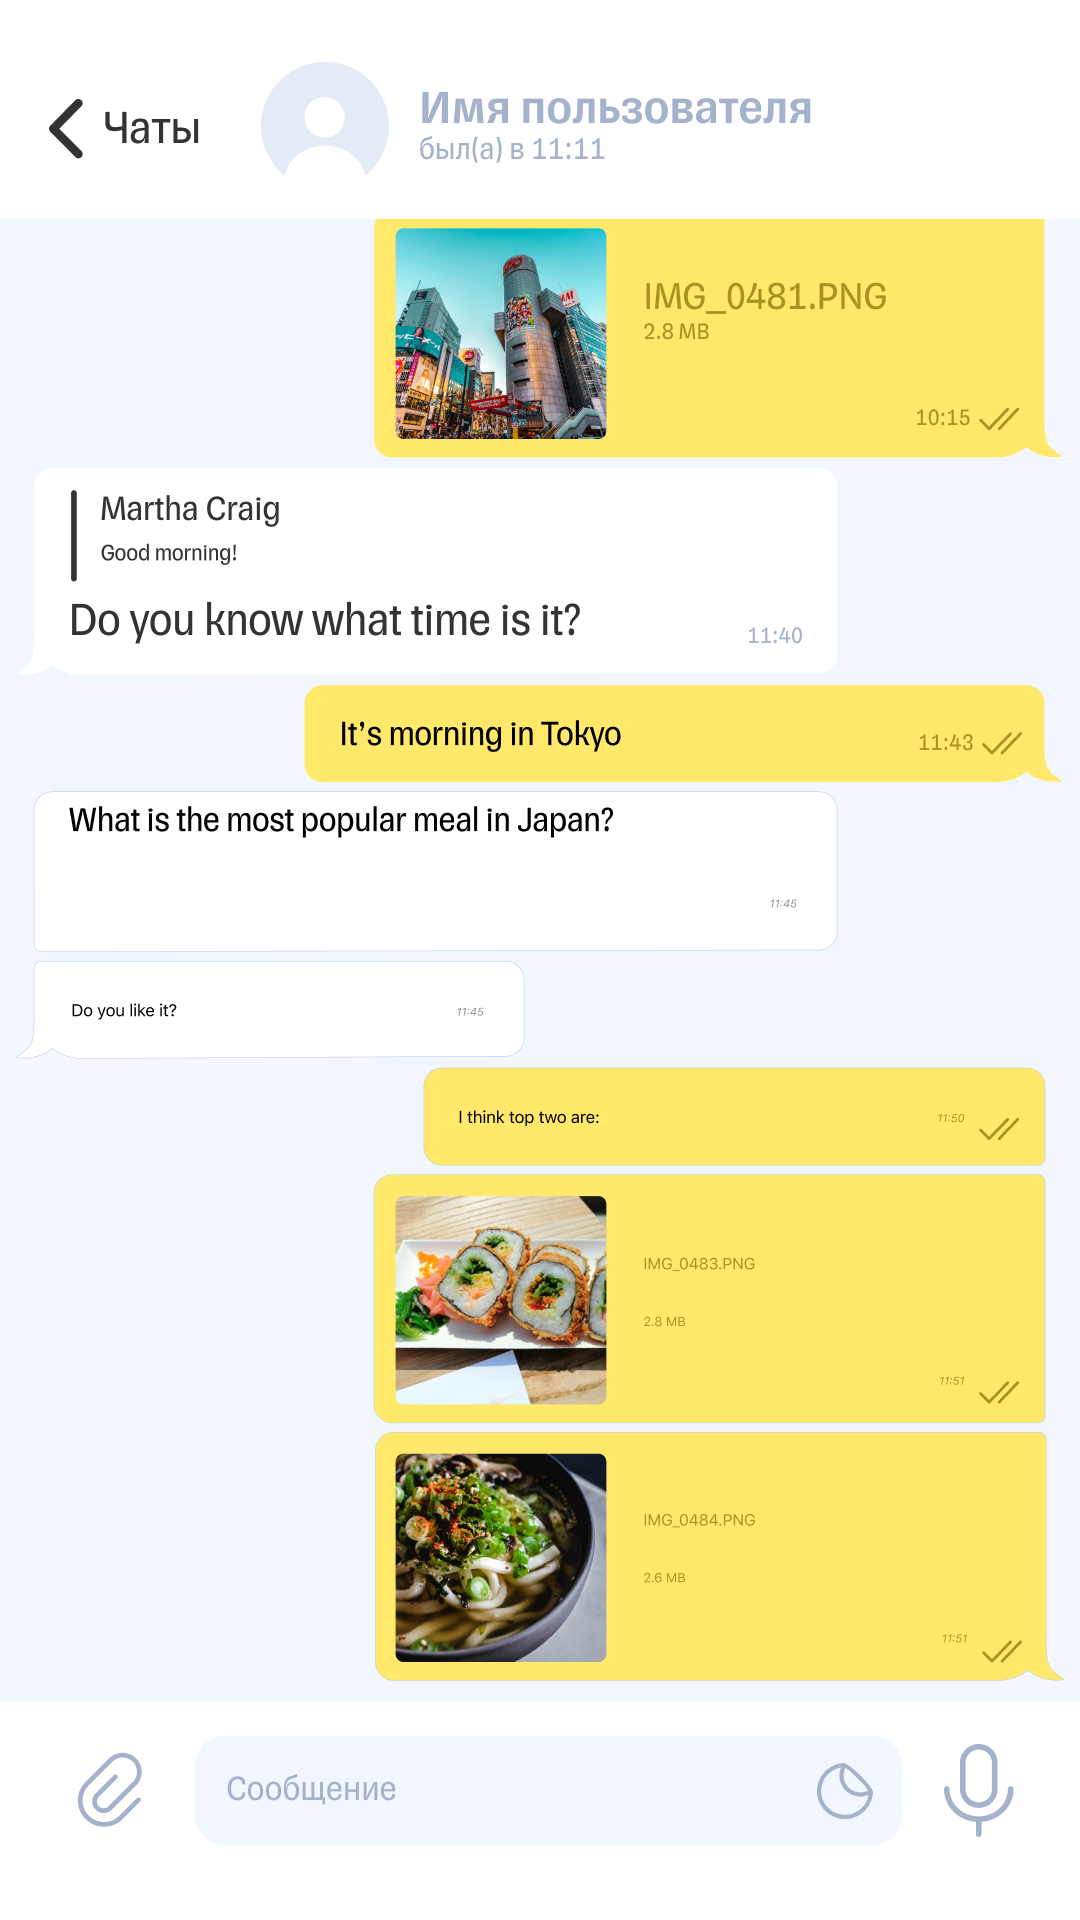 Чаты
Имя пользователя
был(а) в 11:11
IMG_0481.PNG
2.8 MB
10:15
Martha Craig
Good morning!
Do you know what time is it?
11:40
It's morning in Tokyo
11:43
What is the most popular meal in Japan?
11:45
Do you like it?
11:45
I think top two are:
11:50
IMG_0483.PNG
2.8 MB
11:51
IMG_0484.PNG
2.6 MB
11:51
Сообщение